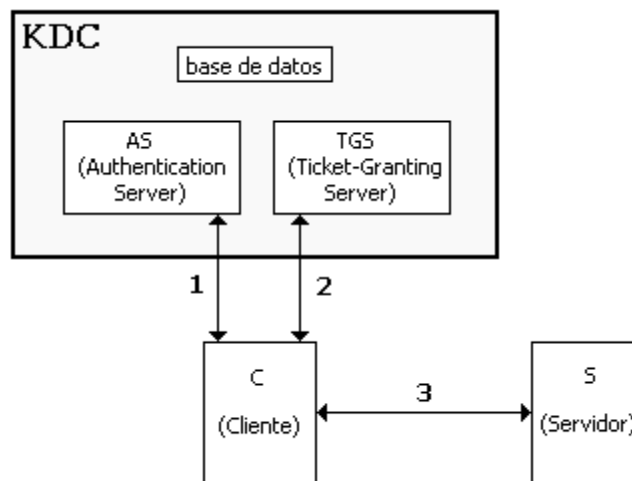 KDC
base de datos
AS
(Authentication
Server)
TGS
(Ticket-Granting
Server)
1
2
C
(Cliente)
3
S
(Servidor)